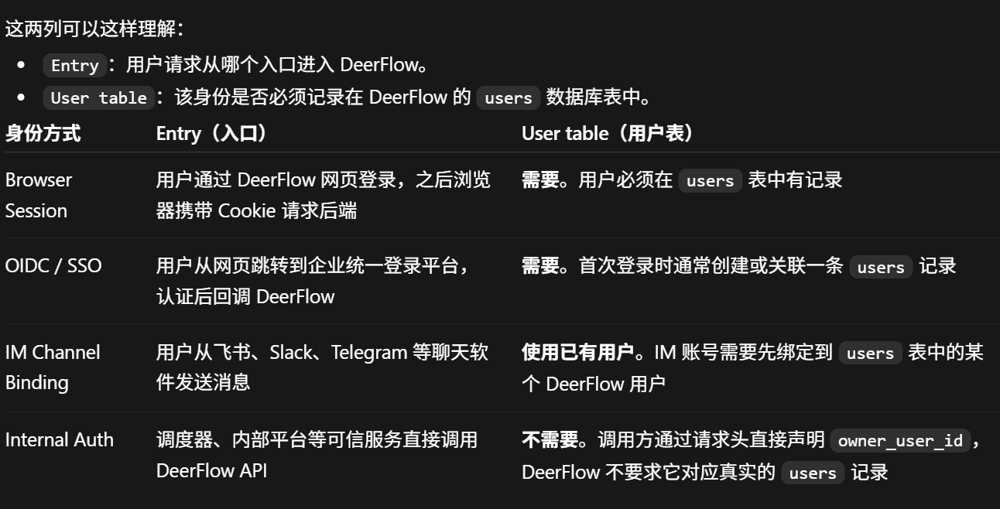 这两列可以这样理解：
• Entry：用户请求从哪个入口进入 DeerFlow。
• User table：该身份是否必须记录在 DeerFlow 的 users 数据库表中。
身份方式 Entry（入口） User table（用户表）
Browser Session 用户通过 DeerFlow 网页登录，之后浏览器携带 Cookie 请求后端 需要。用户必须在 users 表中有记录
OIDC / SSO 用户从网页跳转到企业统一登录平台，认证后回调 DeerFlow 需要。首次登录时通常创建或关联一条 users 记录
IM Channel Binding 用户从飞书、Slack、Telegram 等聊天软件发送消息 使用已有用户。IM 账号需要先绑定到 users 表中的某个 DeerFlow 用户
Internal Auth 调度器、内部平台等可信服务直接调用 DeerFlow API 不需要。调用方通过请求头直接声明 owner_user_id，DeerFlow 不要求它对应真实的 users 记录